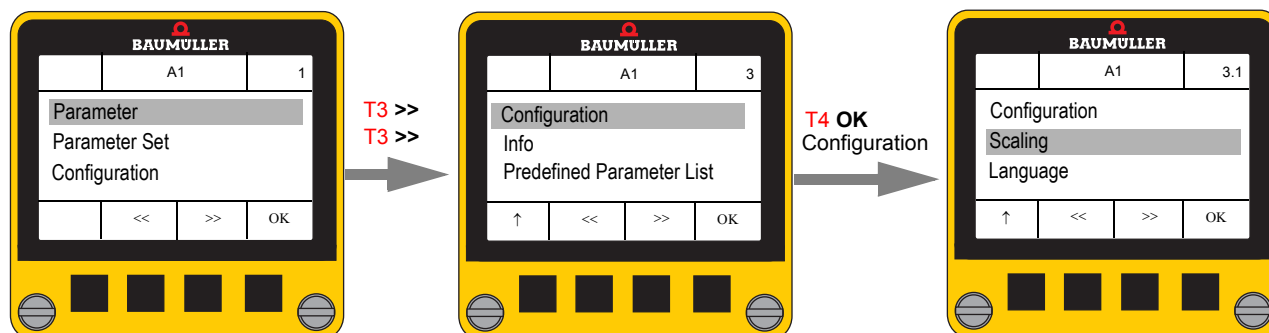 BAUMÜLLER
A1 1
Parameter
Parameter Set
Configuration
<< >> OK
T3 >>
T3 >>
BAUMÜLLER
A1 3
Configuration
Info
Predefined Parameter List
↑ << >> OK
T4 OK
Configuration
BAUMÜLLER
A1 3.1
Configuration
Scaling
Language
↑ << >> OK